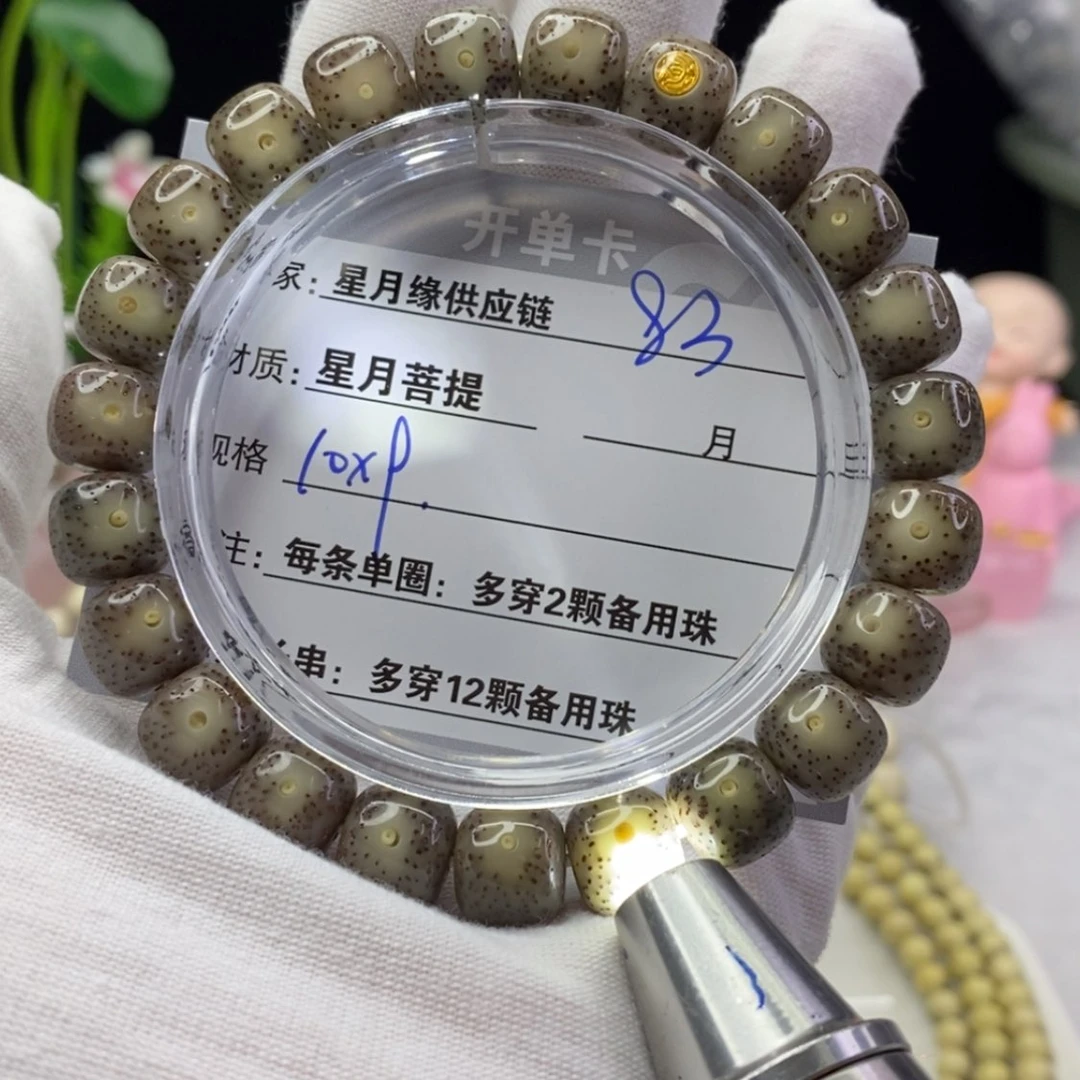 开单卡
家：星月缘供应链 83
材质：星月菩提
月
规格 10x
注：每条单圈：多穿2颗备用珠
串：多穿12颗备用珠